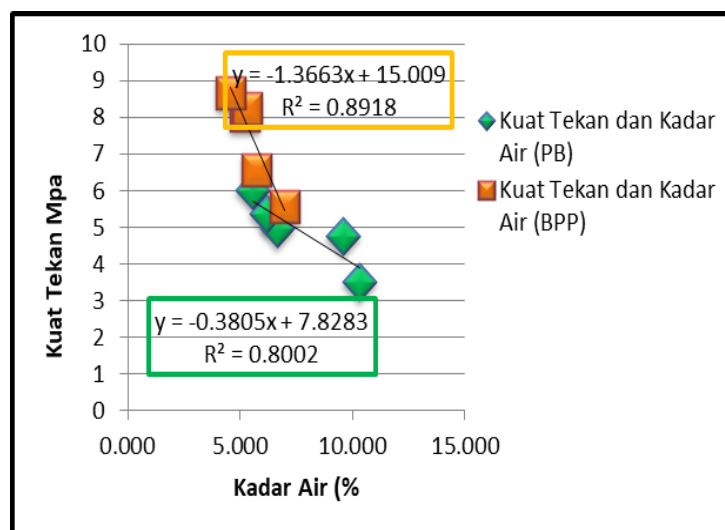 10
9
8
7
6
5
4
3
2
1
0
Kuat Tekan Mpa
y = -1.3663x + 15.009
R² = 0.8918
y = -0.3805x + 7.8283
R² = 0.8002
0.000 5.000 10.000 15.000
Kadar Air (%
Kuat Tekan dan Kadar
Air (PB)
Kuat Tekan dan Kadar
Air (BPP)